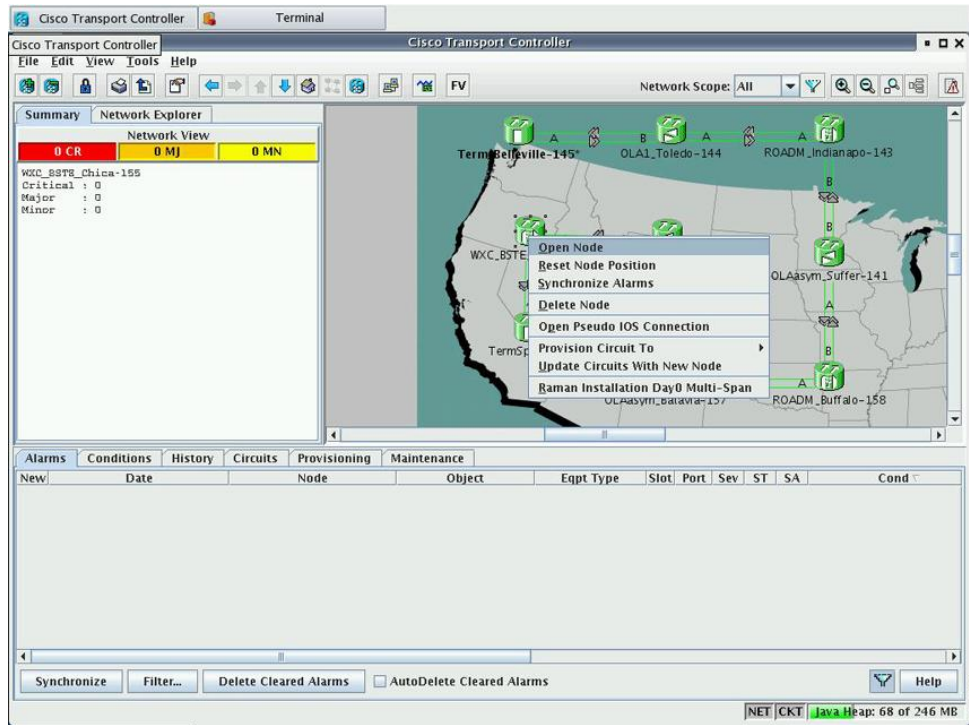 Cisco Transport Controller
Terminal
Cisco Transport Controller
Cisco Transport Controller
File Edit View Tools Help
FV
Network Scope: All
Summary
Network Explorer
Network View
0 CR
0 MJ
0 MN
WXC_BSTE_Chica-155
Critical : 0
Major : 0
Minor : 0
A
B
A
A
Term_Belleville-145*
OLA1_Toledo-144
ROADM_Indianapo-143
B
B
WXC_BSTE
OLAasym_Suffer-141
A
B
TermSp
A
OLAasym_Batavia-157
ROADM_Buffalo-158
Open Node
Reset Node Position
Synchronize Alarms
Delete Node
Open Pseudo IOS Connection
Provision Circuit To
Update Circuits With New Node
Raman Installation Day0 Multi-Span
Alarms
Conditions
History
Circuits
Provisioning
Maintenance
New Date Node Object Eqpt Type Slot Port Sev ST SA Cond
Synchronize
Filter...
Delete Cleared Alarms
AutoDelete Cleared Alarms
Help
NET CKT Java Heap: 68 of 246 MB